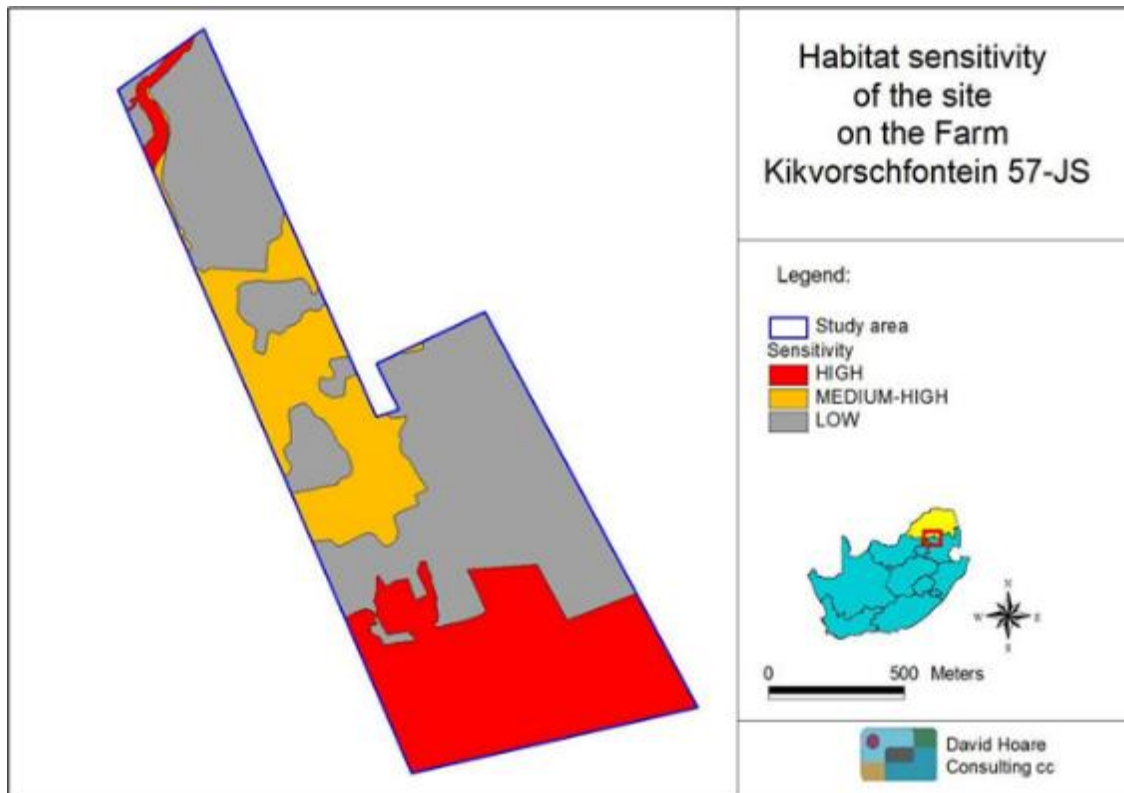 Habitat sensitivity
of the site
on the Farm
Kikvorschfontein 57-JS
Legend:
Study area
Sensitivity
HIGH
MEDIUM-HIGH
LOW
N
W E
S
0 500 Meters
David Hoare
Consulting cc